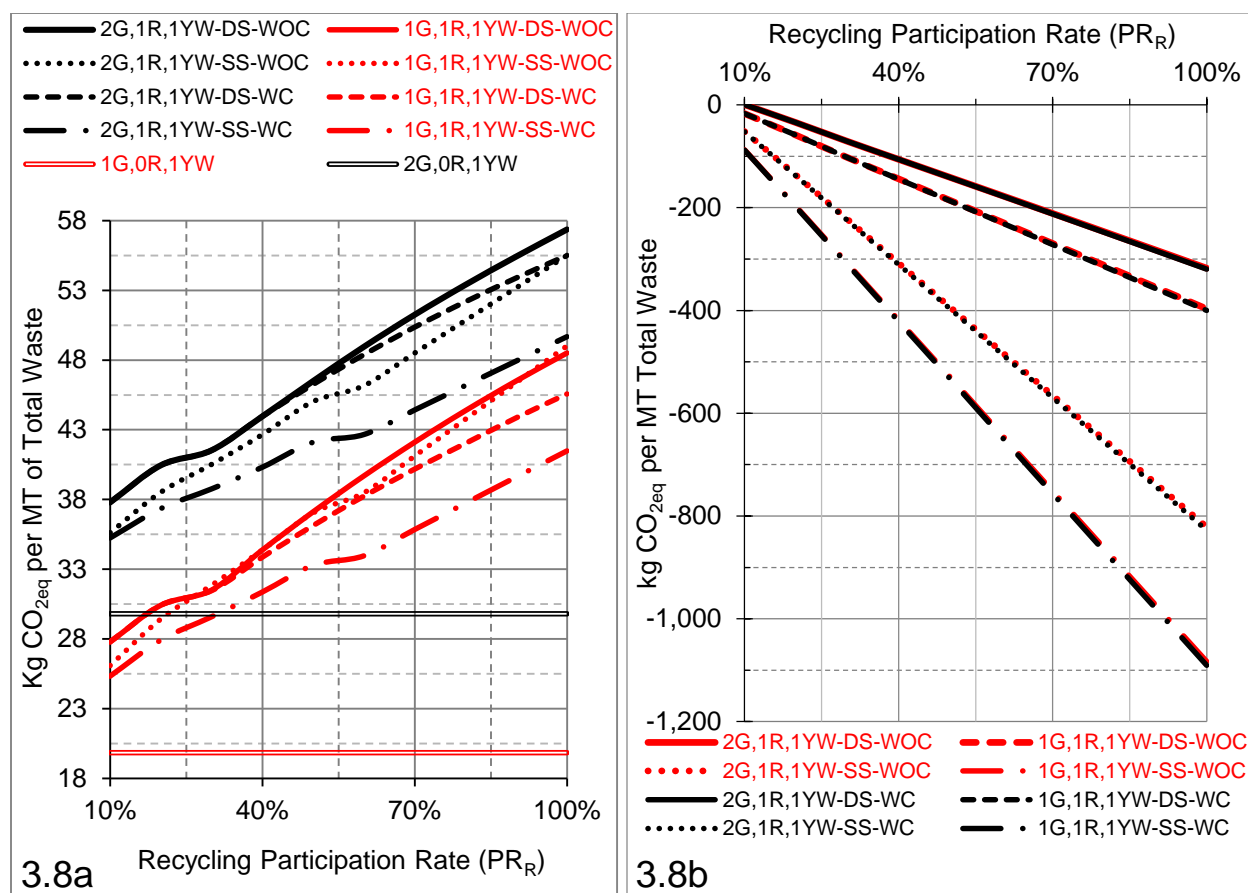 2G,1R,1YW-DS-WOC 1G,1R,1YW-DS-WOC
2G,1R,1YW-SS-WOC 1G,1R,1YW-SS-WOC
2G,1R,1YW-DS-WC 1G,1R,1YW-DS-WC
2G,1R,1YW-SS-WC 1G,1R,1YW-SS-WC
1G,0R,1YW 2G,0R,1YW
Kg CO2eq per MT of Total Waste
58
53
48
43
38
33
28
23
18
10% 40% 70% 100%
Recycling Participation Rate (PRR)
3.8a
Recycling Participation Rate (PRR)
10% 40% 70% 100%
kg CO2eq per MT Total Waste
0
-200
-400
-600
-800
-1,000
-1,200
2G,1R,1YW-DS-WOC 1G,1R,1YW-DS-WOC
2G,1R,1YW-SS-WOC 1G,1R,1YW-SS-WOC
2G,1R,1YW-DS-WC 1G,1R,1YW-DS-WC
2G,1R,1YW-SS-WC 1G,1R,1YW-SS-WC
3.8b